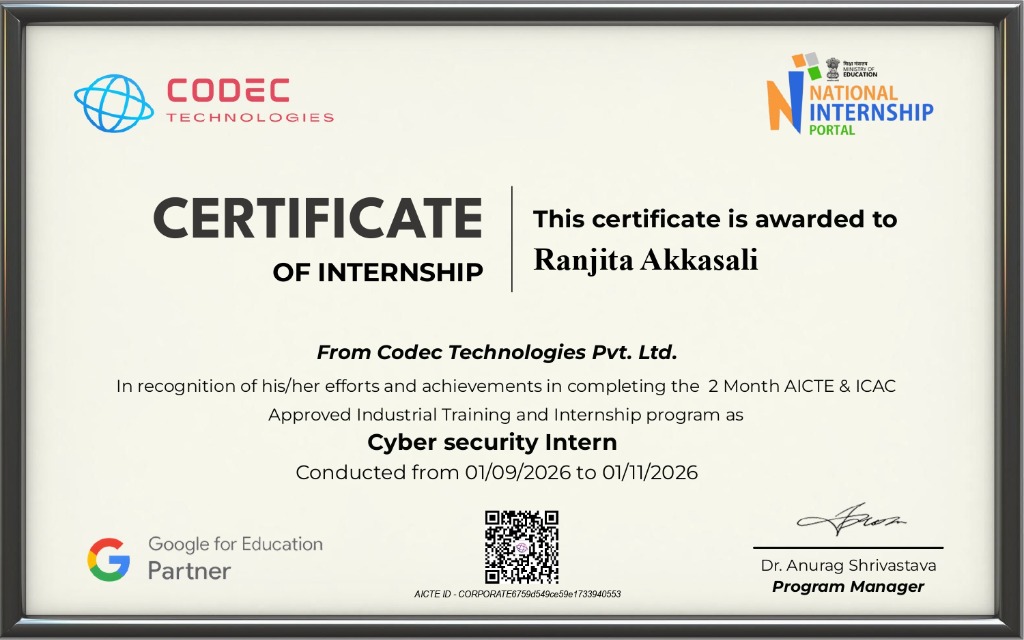 CODEC
TECHNOLOGIES
शिक्षा मंत्रालय
MINISTRY OF
EDUCATION
NATIONAL
INTERNSHIP
PORTAL
CERTIFICATE
OF INTERNSHIP
This certificate is awarded to
Ranjita Akkasali
From Codec Technologies Pvt. Ltd.
In recognition of his/her efforts and achievements in completing the 2 Month AICTE & ICAC
Approved Industrial Training and Internship program as
Cyber security Intern
Conducted from 01/09/2026 to 01/11/2026
Google for Education
Partner
AICTE ID - CORPORATE6759d549ce59e1733940553
Dr. Anurag Shrivastava
Program Manager